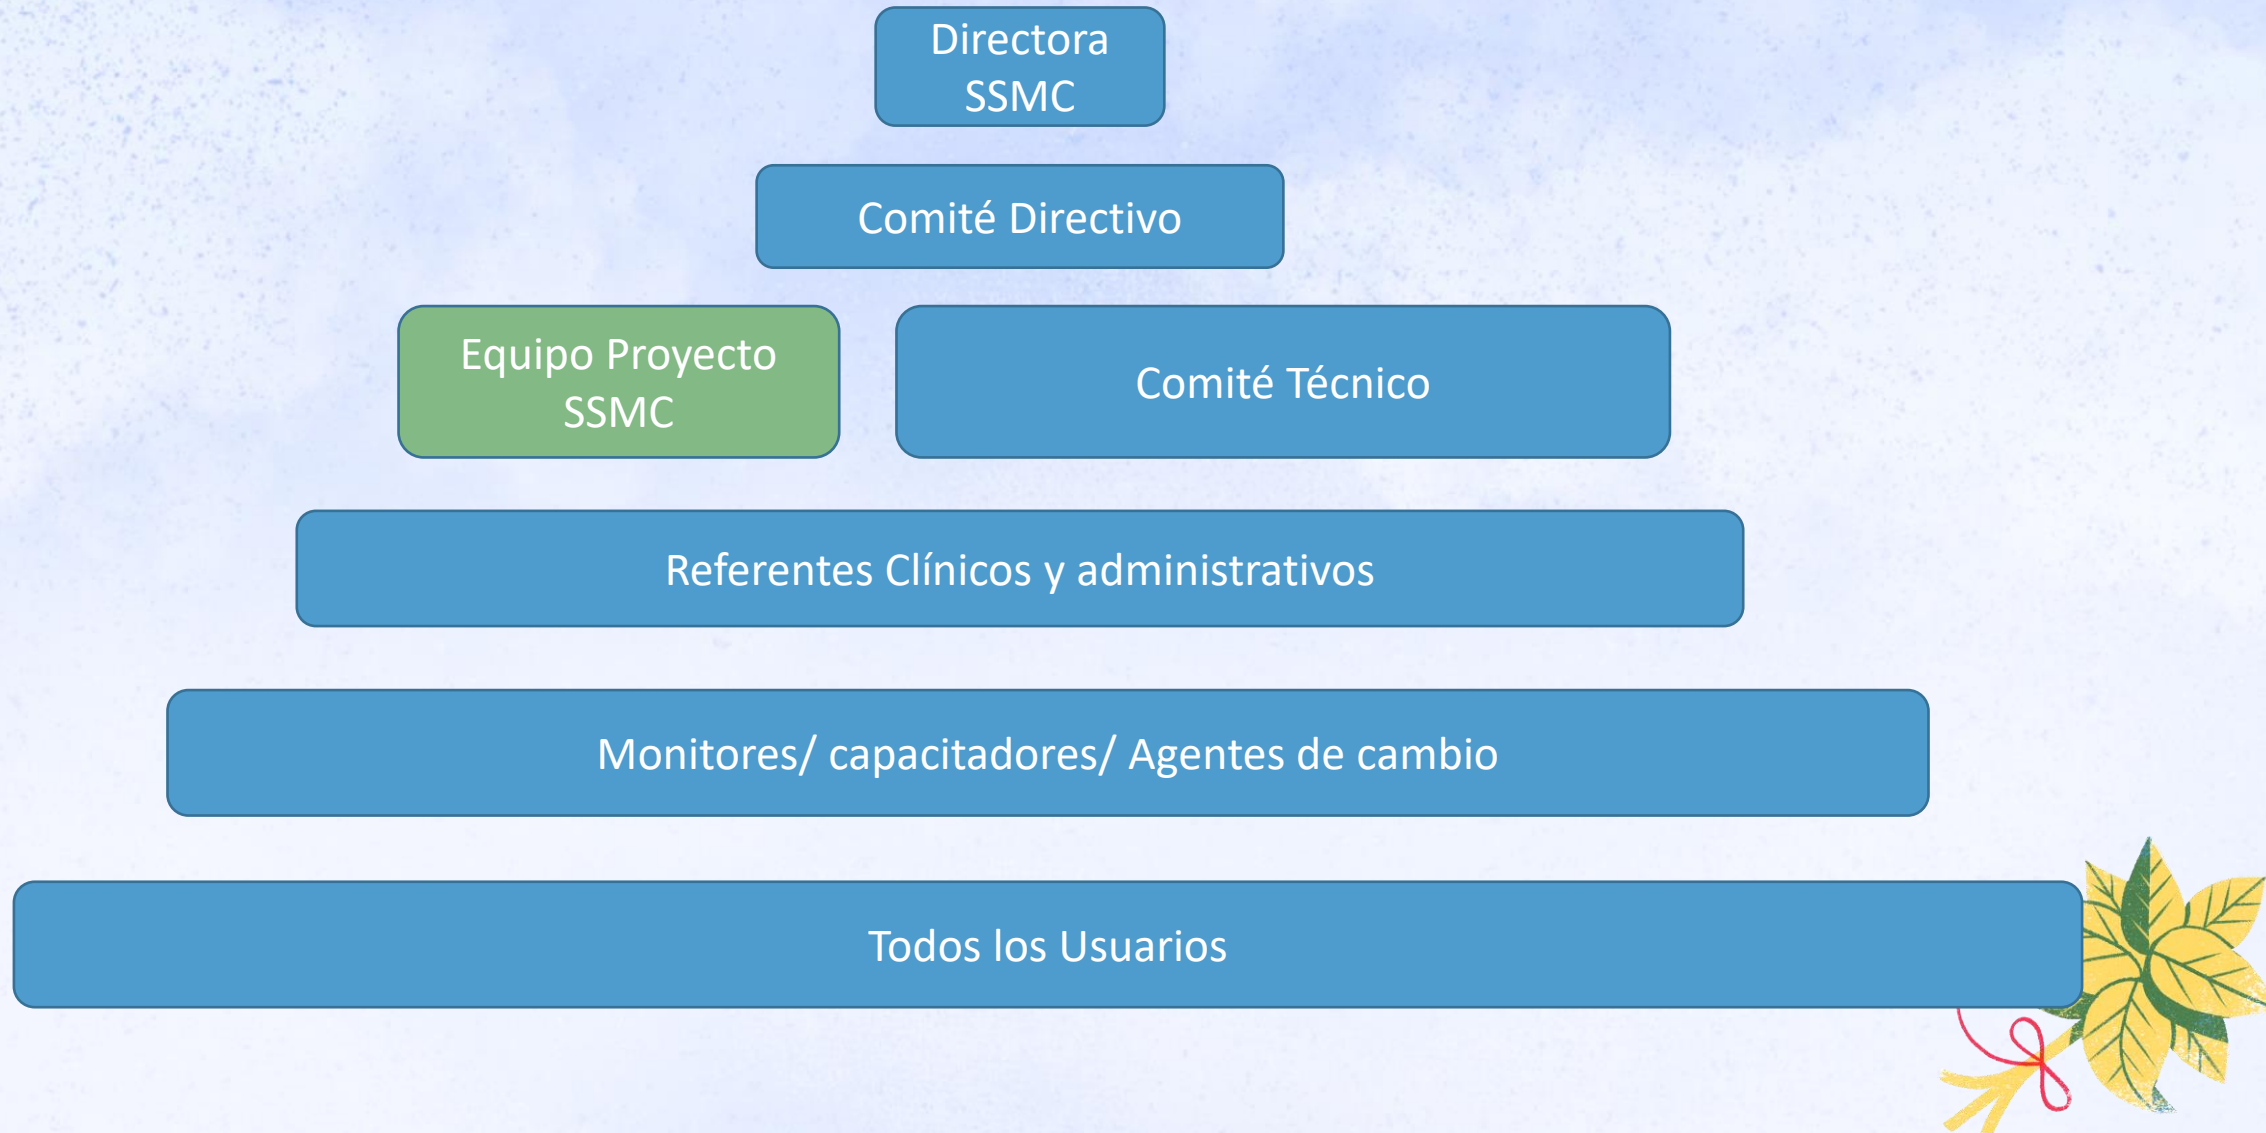 Directora
SSMC
Comité Directivo
Equipo Proyecto
SSMC
Comité Técnico
Referentes Clínicos y administrativos
Monitores/ capacitadores/ Agentes de cambio
Todos los Usuarios